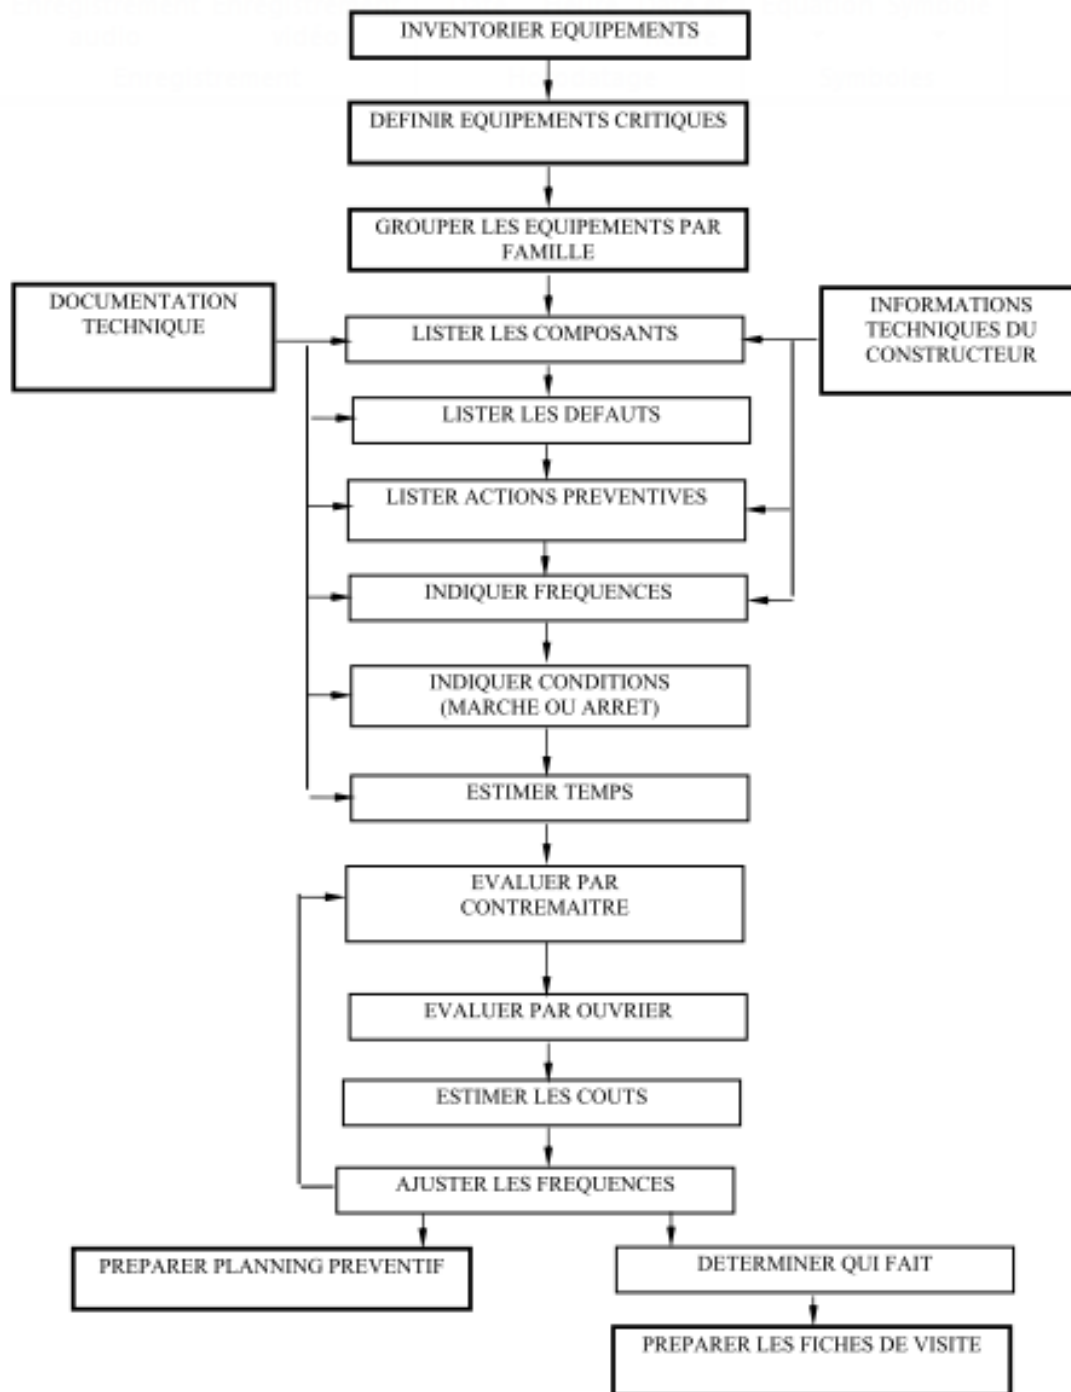 INVENTORIER EQUIPEMENTS
DEFINIR EQUIPEMENTS CRITIQUES
GROUPER LES EQUIPEMENTS PAR
FAMILLE
DOCUMENTATION
TECHNIQUE
INFORMATIONS
TECHNIQUES DU
CONSTRUCTEUR
LISTER LES COMPOSANTS
LISTER LES DEFAUTS
LISTER ACTIONS PREVENTIVES
INDIQUER FREQUENCES
INDIQUER CONDITIONS
(MARCHE OU ARRET)
ESTIMER TEMPS
EVALUER PAR
CONTREMAITRE
EVALUER PAR OUVRIER
ESTIMER LES COUTS
AJUSTER LES FREQUENCES
PREPARER PLANNING PREVENTIF
DETERMINER QUI FAIT
PREPARER LES FICHES DE VISITE